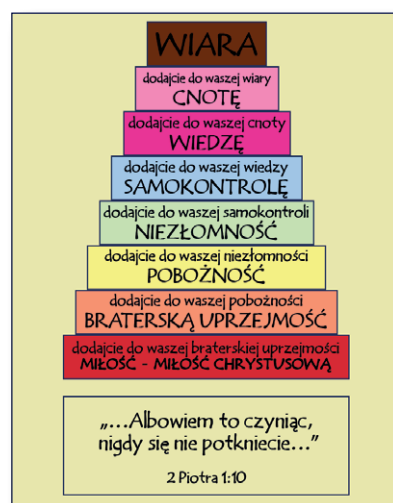 WIARA
dodajcie do waszej wiary
CNOTĘ
dodajcie do waszej cnoty
WIEDZĘ
dodajcie do waszej wiedzy
SAMOKONTROLĘ
dodajcie do waszej samokontroli
NIEZŁOMNOŚĆ
dodajcie do waszej niezłomności
POBOŻNOŚĆ
dodajcie do waszej pobożności
BRATERSKĄ UPRZEJMOŚĆ
dodajcie do waszej braterskiej uprzejmości
MIŁOŚĆ - MIŁOŚĆ CHRYSTUSOWĄ
„...Albowiem to czyniąc,
nigdy się nie potkniecie...”
2 Piotra 1:10